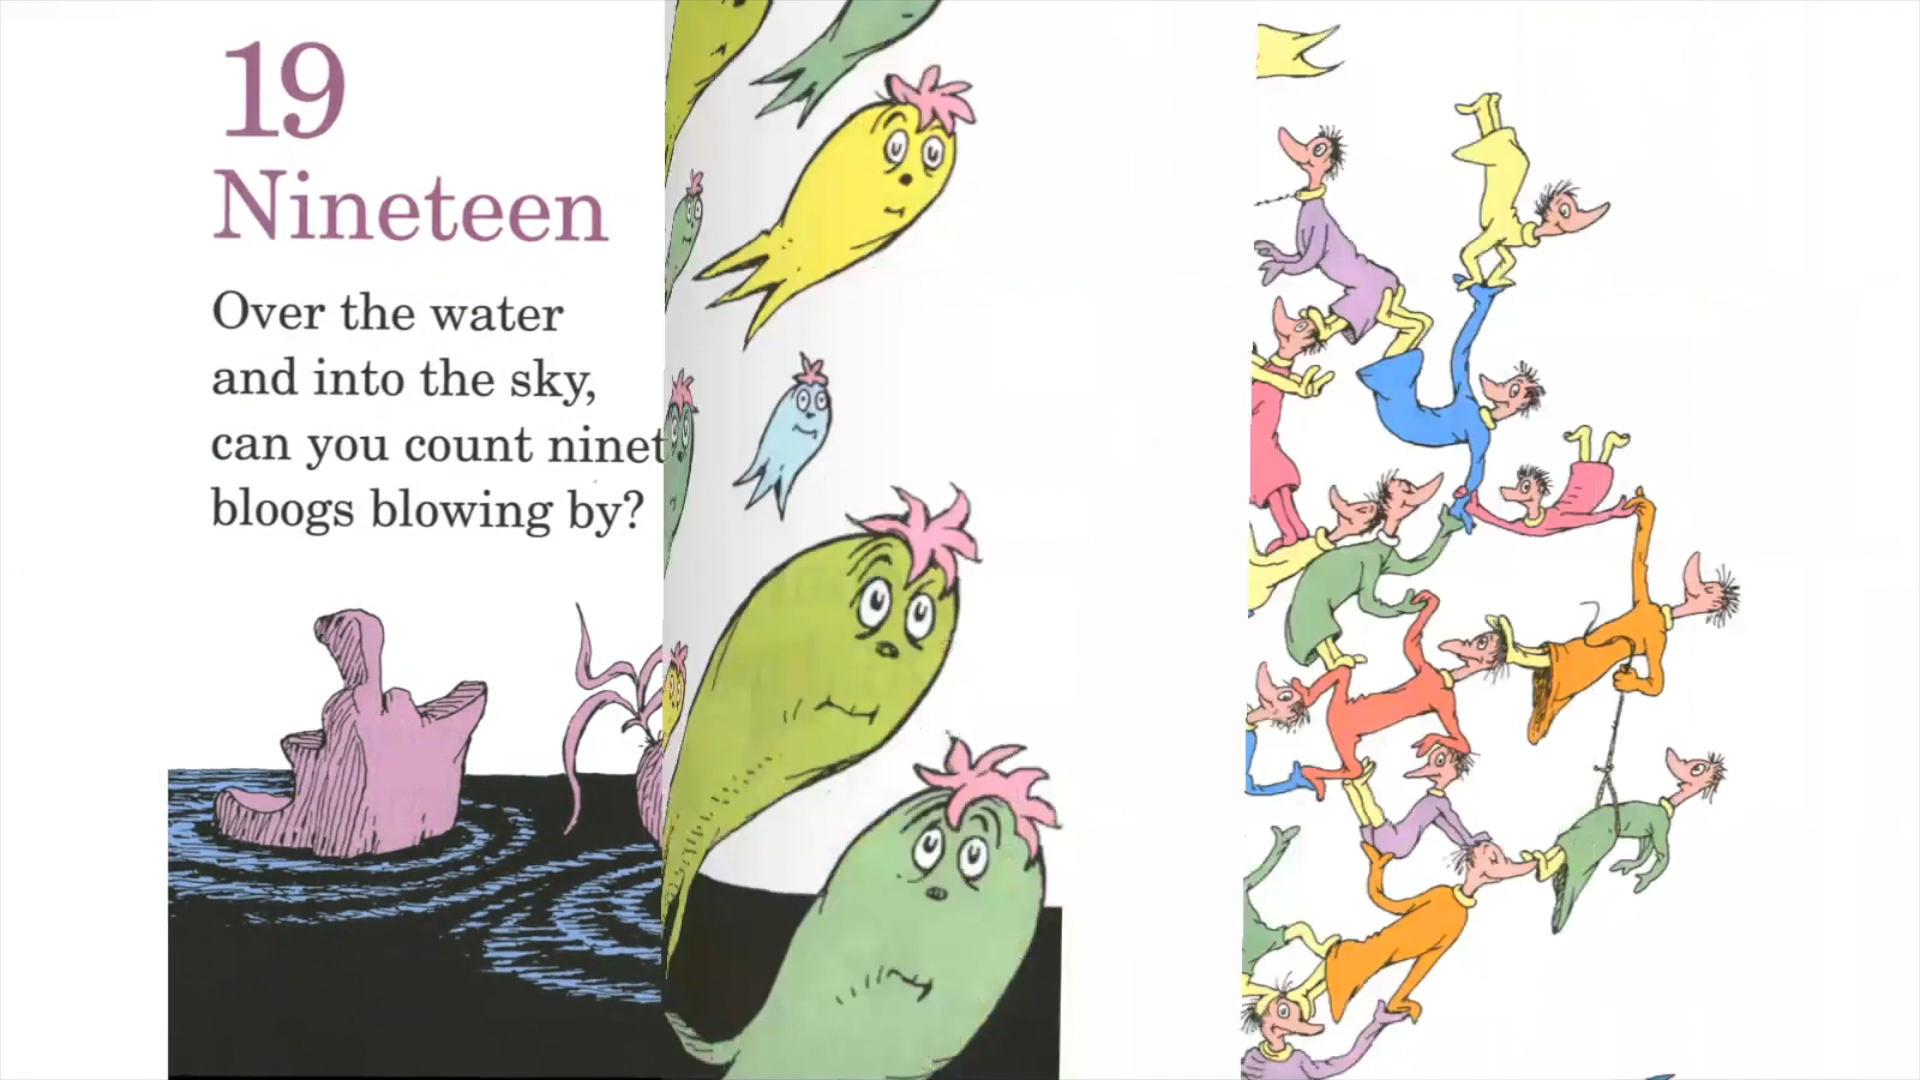 19
Nineteen
Over the water
and into the sky,
can you count ninet
bloogs blowing by?